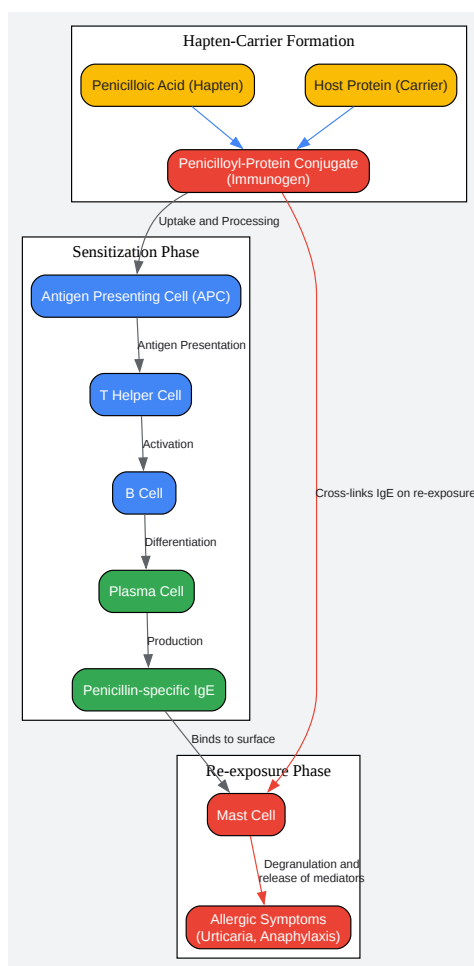 Hapten-Carrier Formation
Penicilloic Acid (Hapten)
Host Protein (Carrier)
Penicilloyl-Protein Conjugate
(Immunogen)
Uptake and Processing
Sensitization Phase
Antigen Presenting Cell (APC)
Antigen Presentation
T Helper Cell
Activation
B Cell
Cross-links IgE on re-exposure
Differentiation
Plasma Cell
Production
Penicillin-specific IgE
Binds to surface
Re-exposure Phase
Mast Cell
Degranulation and
release of mediators
Allergic Symptoms
(Urticaria, Anaphylaxis)